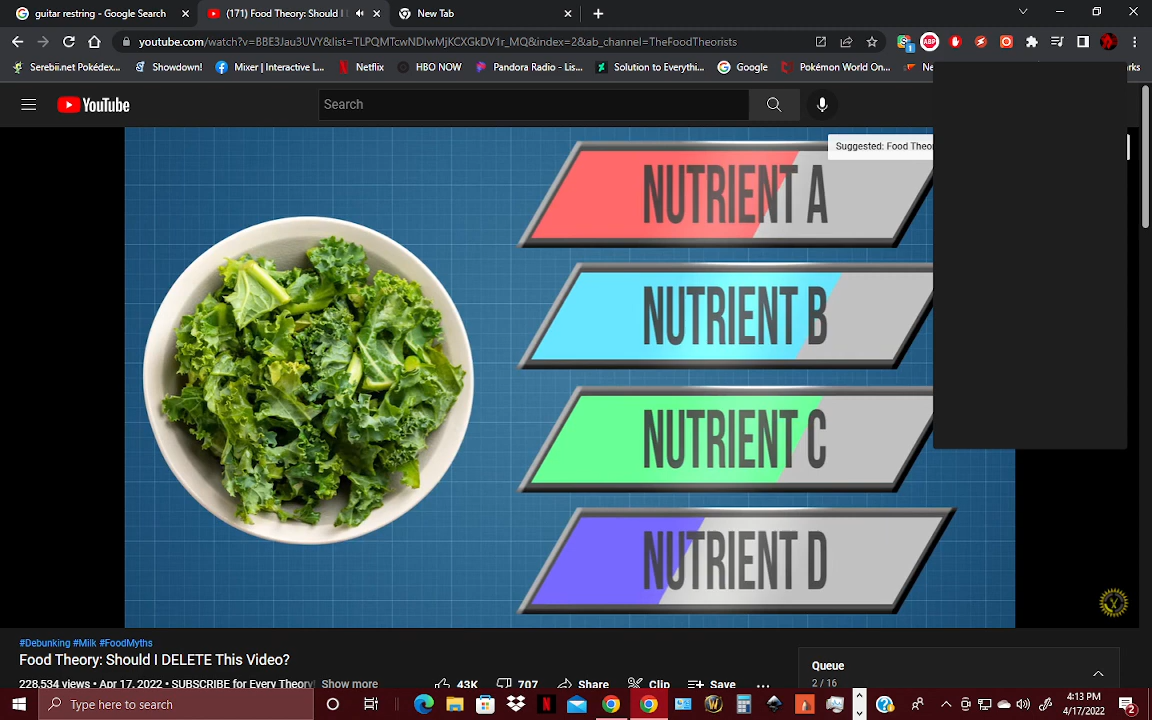 guitar restring - Google Search
(171) Food Theory: Should I
New Tab
youtube.com/watch?v=BBE3Jau3UVY&list=TLPQMTcwNDIwMjKCXGkDV1r_MQ&index=2&ab_channel=TheFoodTheorists
1
ABP
Serebii.net Pokédex...
Showdown!
Mixer | Interactive L...
Netflix
HBO NOW
Pandora Radio - Lis...
Solution to Everythi...
Google
Pokémon World On...
YouTube
Search
Suggested: Food Theor
NUTRIENT A
NUTRIENT B
NUTRIENT C
NUTRIENT D
#Debunking #Milk #FoodMyths
Food Theory: Should I DELETE This Video?
228,534 views • Apr 17, 2022 • SUBSCRIBE for Every Theory!
Show more
43K
707
Share
Clip
Save
Queue
2 / 16
Type here to search
4:13 PM
4/17/2022
2